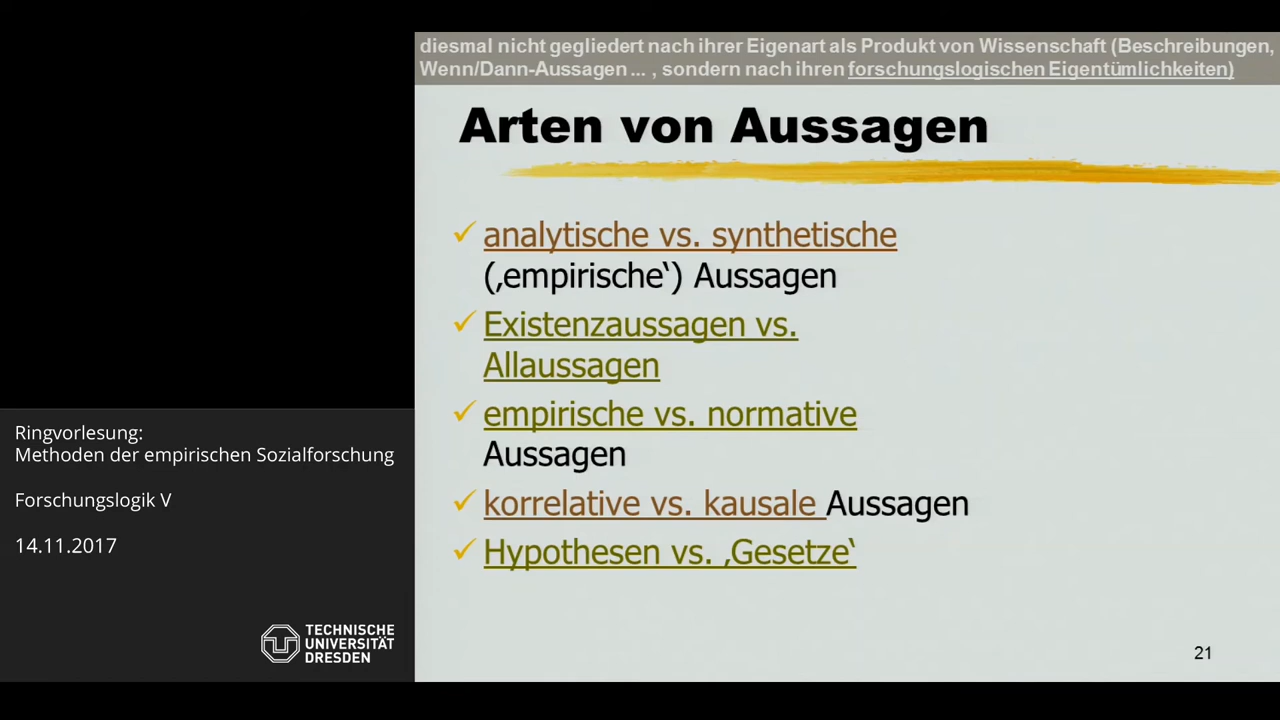 diesmal nicht gegliedert nach ihrer Eigenart als Produkt von Wissenschaft (Beschreibungen,
Wenn/Dann-Aussagen ... , sondern nach ihren forschungslogischen Eigentümlichkeiten)
Arten von Aussagen
✓ analytische vs. synthetische
(‚empirische‘) Aussagen
✓ Existenzaussagen vs.
Allaussagen
✓ empirische vs. normative
Aussagen
✓ korrelative vs. kausale Aussagen
✓ Hypothesen vs. ‚Gesetze‘
21
Ringvorlesung:
Methoden der empirischen Sozialforschung
Forschungslogik V
14.11.2017
TECHNISCHE
UNIVERSITÄT
DRESDEN